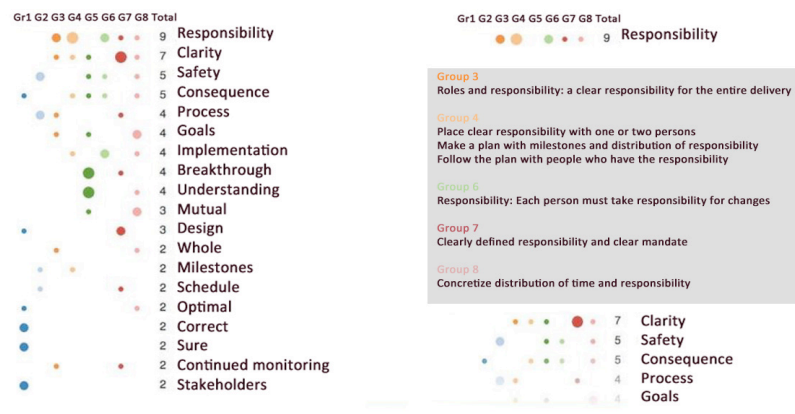 Gr1 G2 G3 G4 G5 G6 G7 G8 Total
9 Responsibility
7 Clarity
5 Safety
5 Consequence
4 Process
4 Goals
4 Implementation
4 Breakthrough
4 Understanding
3 Mutual
3 Design
2 Whole
2 Milestones
2 Schedule
2 Optimal
2 Correct
2 Sure
2 Continued monitoring
2 Stakeholders
Gr1 G2 G3 G4 G5 G6 G7 G8 Total
9 Responsibility
Group 3
Roles and responsibility: a clear responsibility for the entire delivery
Group 4
Place clear responsibility with one or two persons
Make a plan with milestones and distribution of responsibility
Follow the plan with people who have the responsibility
Group 6
Responsibility: Each person must take responsibility for changes
Group 7
Clearly defined responsibility and clear mandate
Group 8
Concretize distribution of time and responsibility
7 Clarity
5 Safety
5 Consequence
4 Process
4 Goals